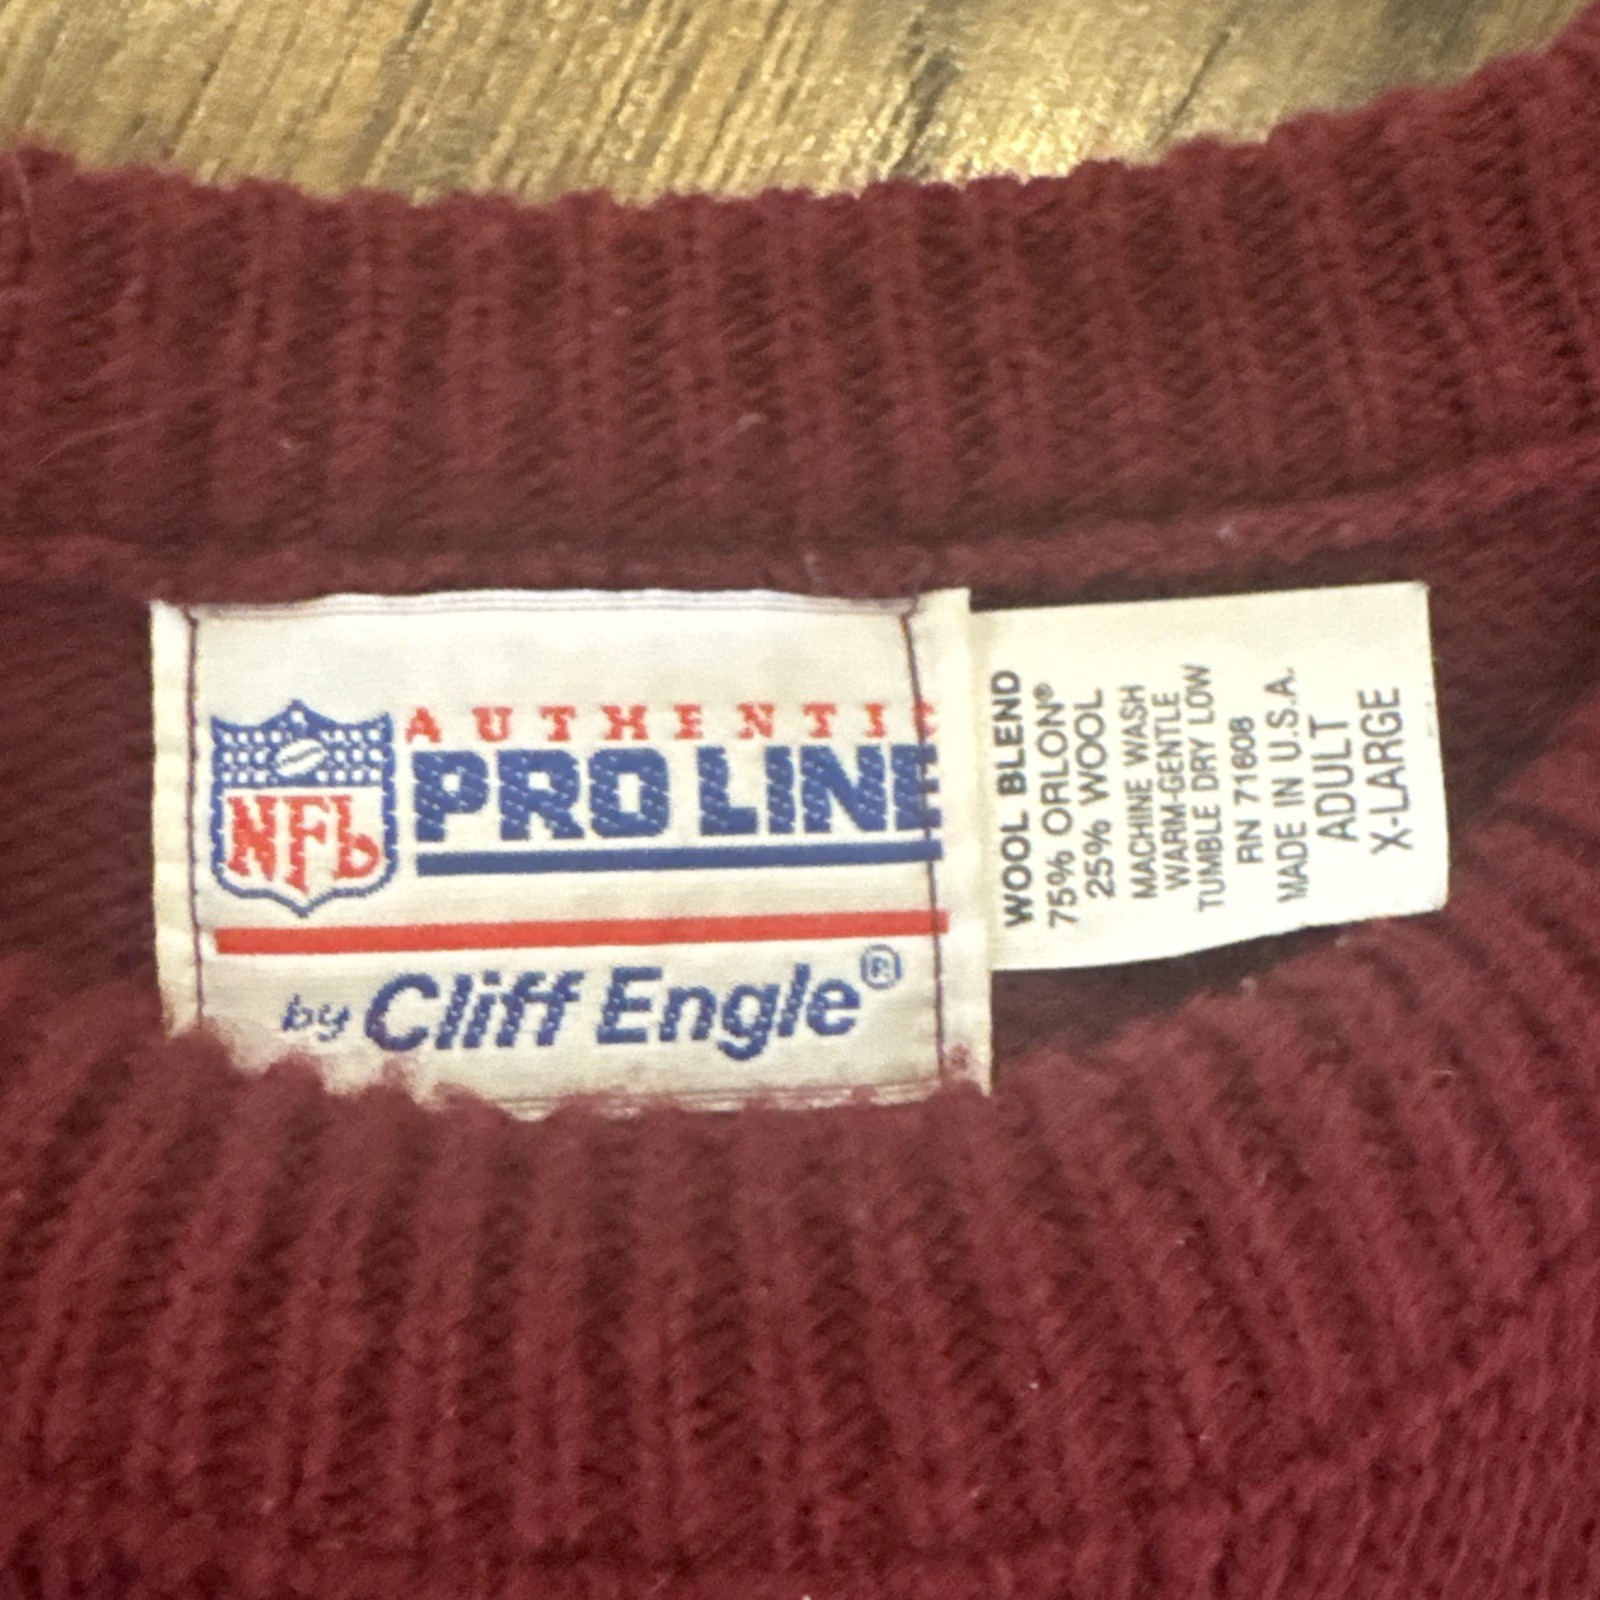 NFL
AUTHENTIC
PRO LINE
by Cliff Engle®
WOOL BLEND
75% ORLON®
25% WOOL
MACHINE WASH
WARM-GENTLE
TUMBLE DRY LOW
RN 71608
MADE IN U.S.A.
ADULT
X-LARGE